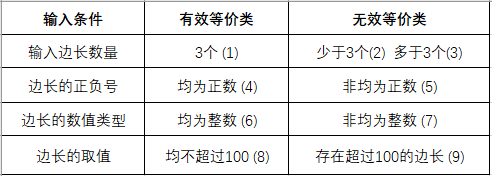 输入条件 有效等价类 无效等价类
输入边长数量 3个 (1) 少于3个(2) 多于3个(3)
边长的正负号 均为正数 (4) 非均为正数 (5)
边长的数值类型 均为整数 (6) 非均为整数 (7)
边长的取值 均不超过100 (8) 存在超过100的边长 (9)